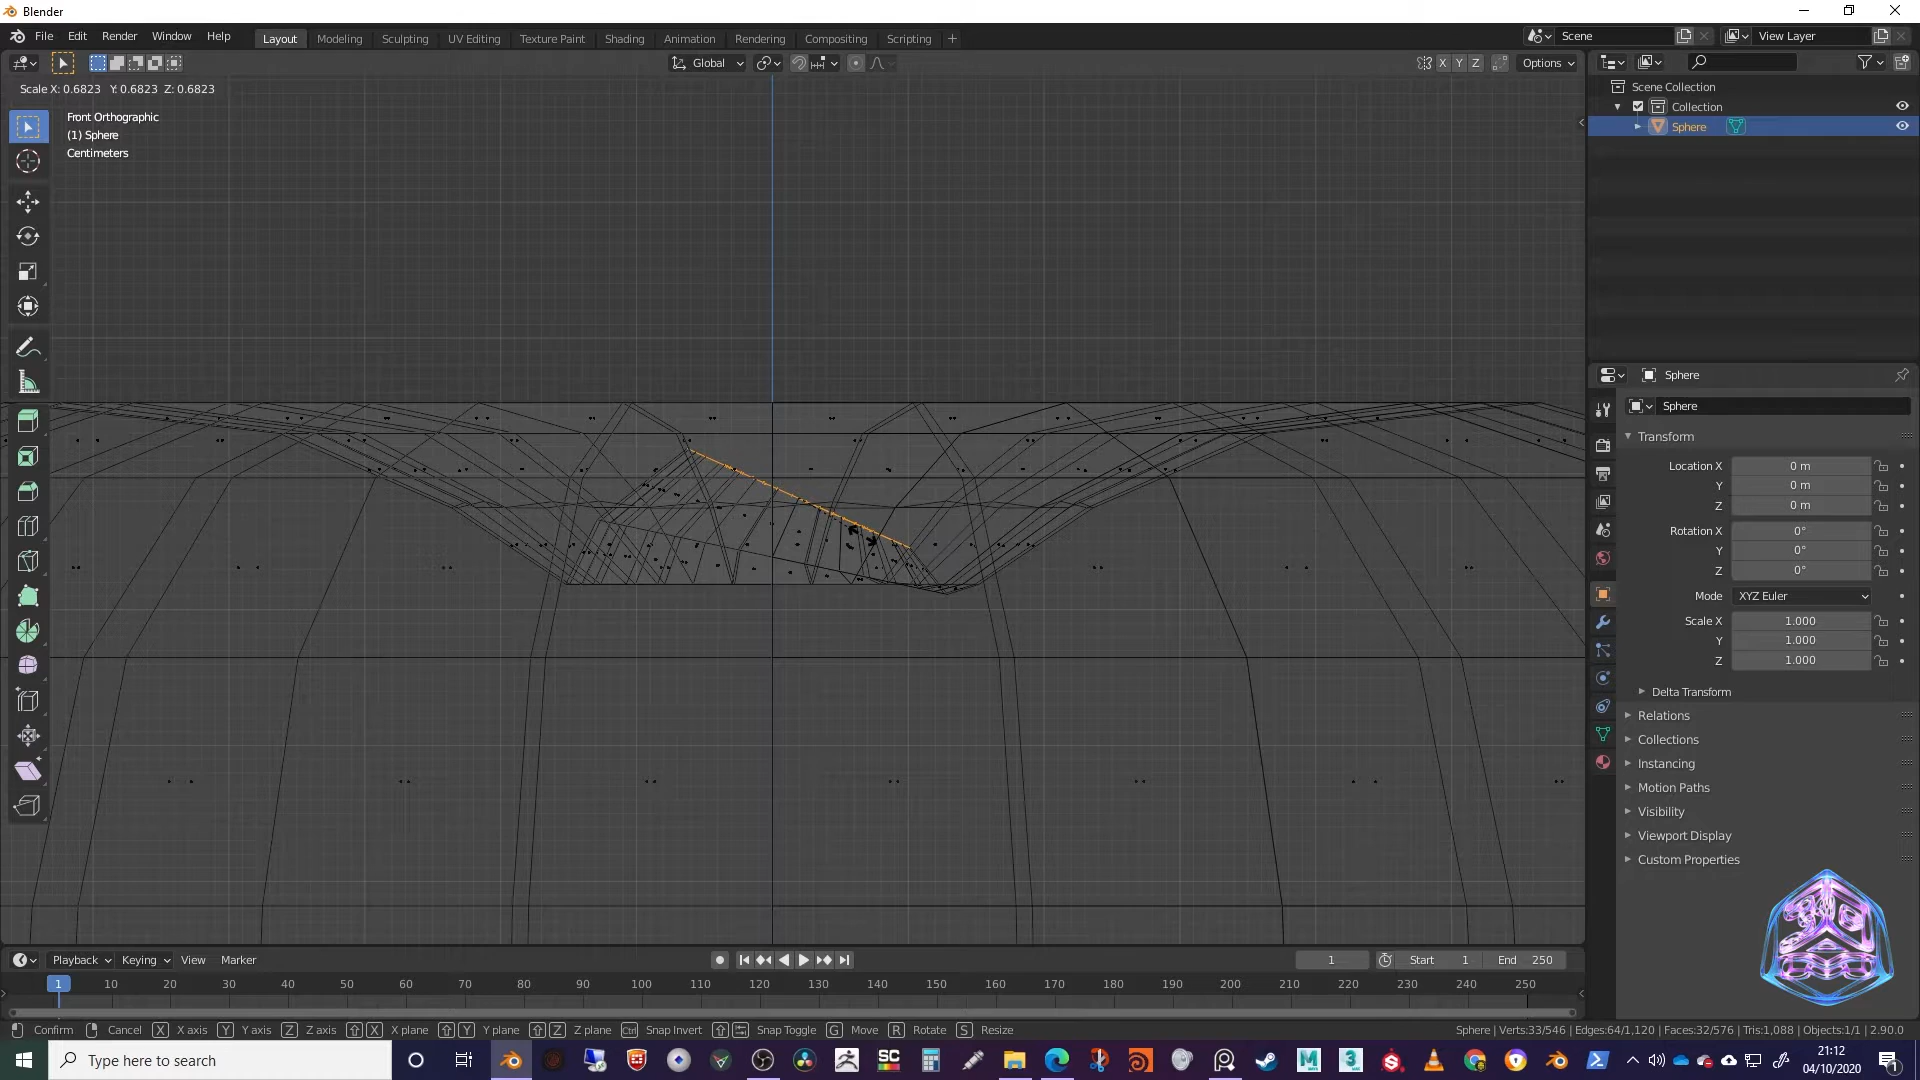 Blender
File Edit Render Window Help
Layout Modeling Sculpting UV Editing Texture Paint Shading Animation Rendering Compositing Scripting +
Scene
View Layer
Global
X Y Z
Options
Scale X: 0.6823 Y: 0.6823 Z: 0.6823
Front Orthographic
(1) Sphere
Centimeters
Scene Collection
Collection
Sphere
Sphere
Sphere
Transform
Location X 0 m
Y 0 m
Z 0 m
Rotation X 0°
Y 0°
Z 0°
Mode XYZ Euler
Scale X 1.000
Y 1.000
Z 1.000
Delta Transform
Relations
Collections
Instancing
Motion Paths
Visibility
Viewport Display
Custom Properties
Playback Keying View Marker
1
Start 1
End 250
1 10 20 30 40 50 60 70 80 90 100 110 120 130 140 150 160 170 180 190 200 210 220 230 240 250
Confirm Cancel X X axis Y Y axis Z Z axis X X plane Y Y plane Z Z plane Ctrl Snap Invert Snap Toggle G Move R Rotate S Resize
Sphere | Verts:33/546 | Edges:64/1,120 | Faces:32/576 | Tris:1,088 | Objects:1/1 | 2.90.0
Type here to search
21:12
04/10/2020